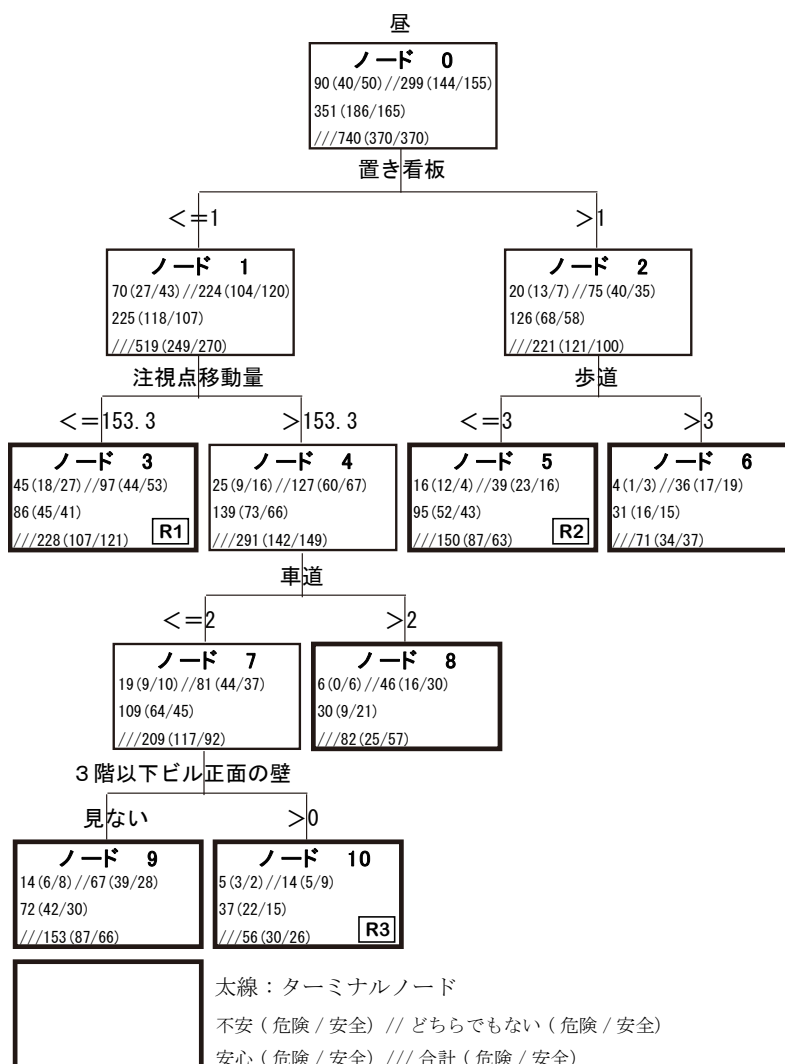 昼
ノード 0
90(40/50)//299(144/155)
351(186/165)
///740(370/370)
置き看板
<=1
>1
ノード 1
70(27/43)//224(104/120)
225(118/107)
///519(249/270)
ノード 2
20(13/7)//75(40/35)
126(68/58)
///221(121/100)
注視点移動量
歩道
<=153.3
>153.3
<=3
>3
ノード 3
45(18/27)//97(44/53)
86(45/41)
///228(107/121)
R1
ノード 4
25(9/16)//127(60/67)
139(73/66)
///291(142/149)
ノード 5
16(12/4)//39(23/16)
95(52/43)
///150(87/63)
R2
ノード 6
4(1/3)//36(17/19)
31(16/15)
///71(34/37)
車道
<=2
>2
ノード 7
19(9/10)//81(44/37)
109(64/45)
///209(117/92)
ノード 8
6(0/6)//46(16/30)
30(9/21)
///82(25/57)
3階以下ビル正面の壁
見ない
>0
ノード 9
14(6/8)//67(39/28)
72(42/30)
///153(87/66)
ノード 10
5(3/2)//14(5/9)
37(22/15)
///56(30/26)
R3
太線：ターミナルノード
不安(危険/安全)//どちらでもない(危険/安全)
安心(危険/安全)///合計(危険/安全)